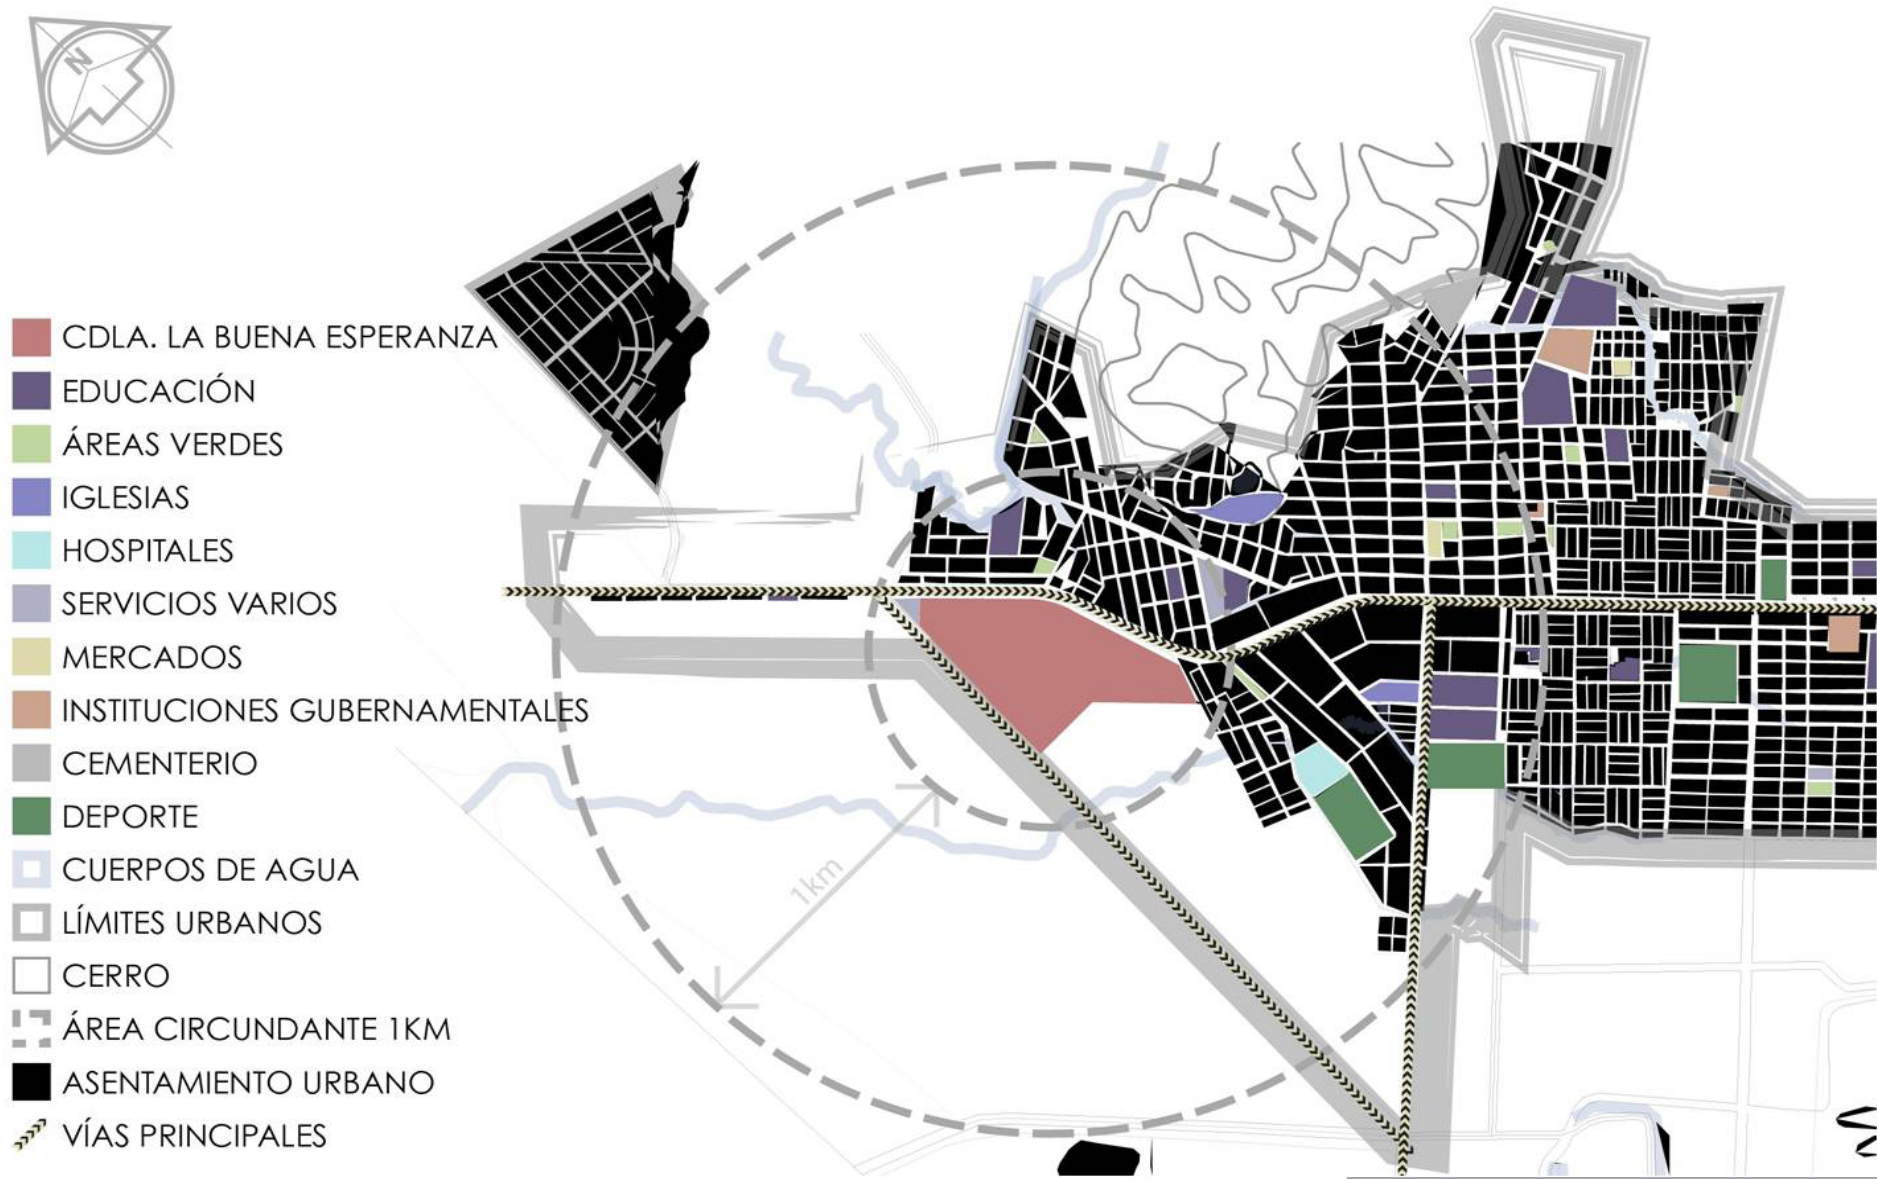 N
CDLA. LA BUENA ESPERANZA
EDUCACIÓN
ÁREAS VERDES
IGLESIAS
HOSPITALES
SERVICIOS VARIOS
MERCADOS
INSTITUCIONES GUBERNAMENTALES
CEMENTERIO
DEPORTE
CUERPOS DE AGUA
LÍMITES URBANOS
CERRO
ÁREA CIRCUNDANTE 1KM
ASENTAMIENTO URBANO
VÍAS PRINCIPALES
1km